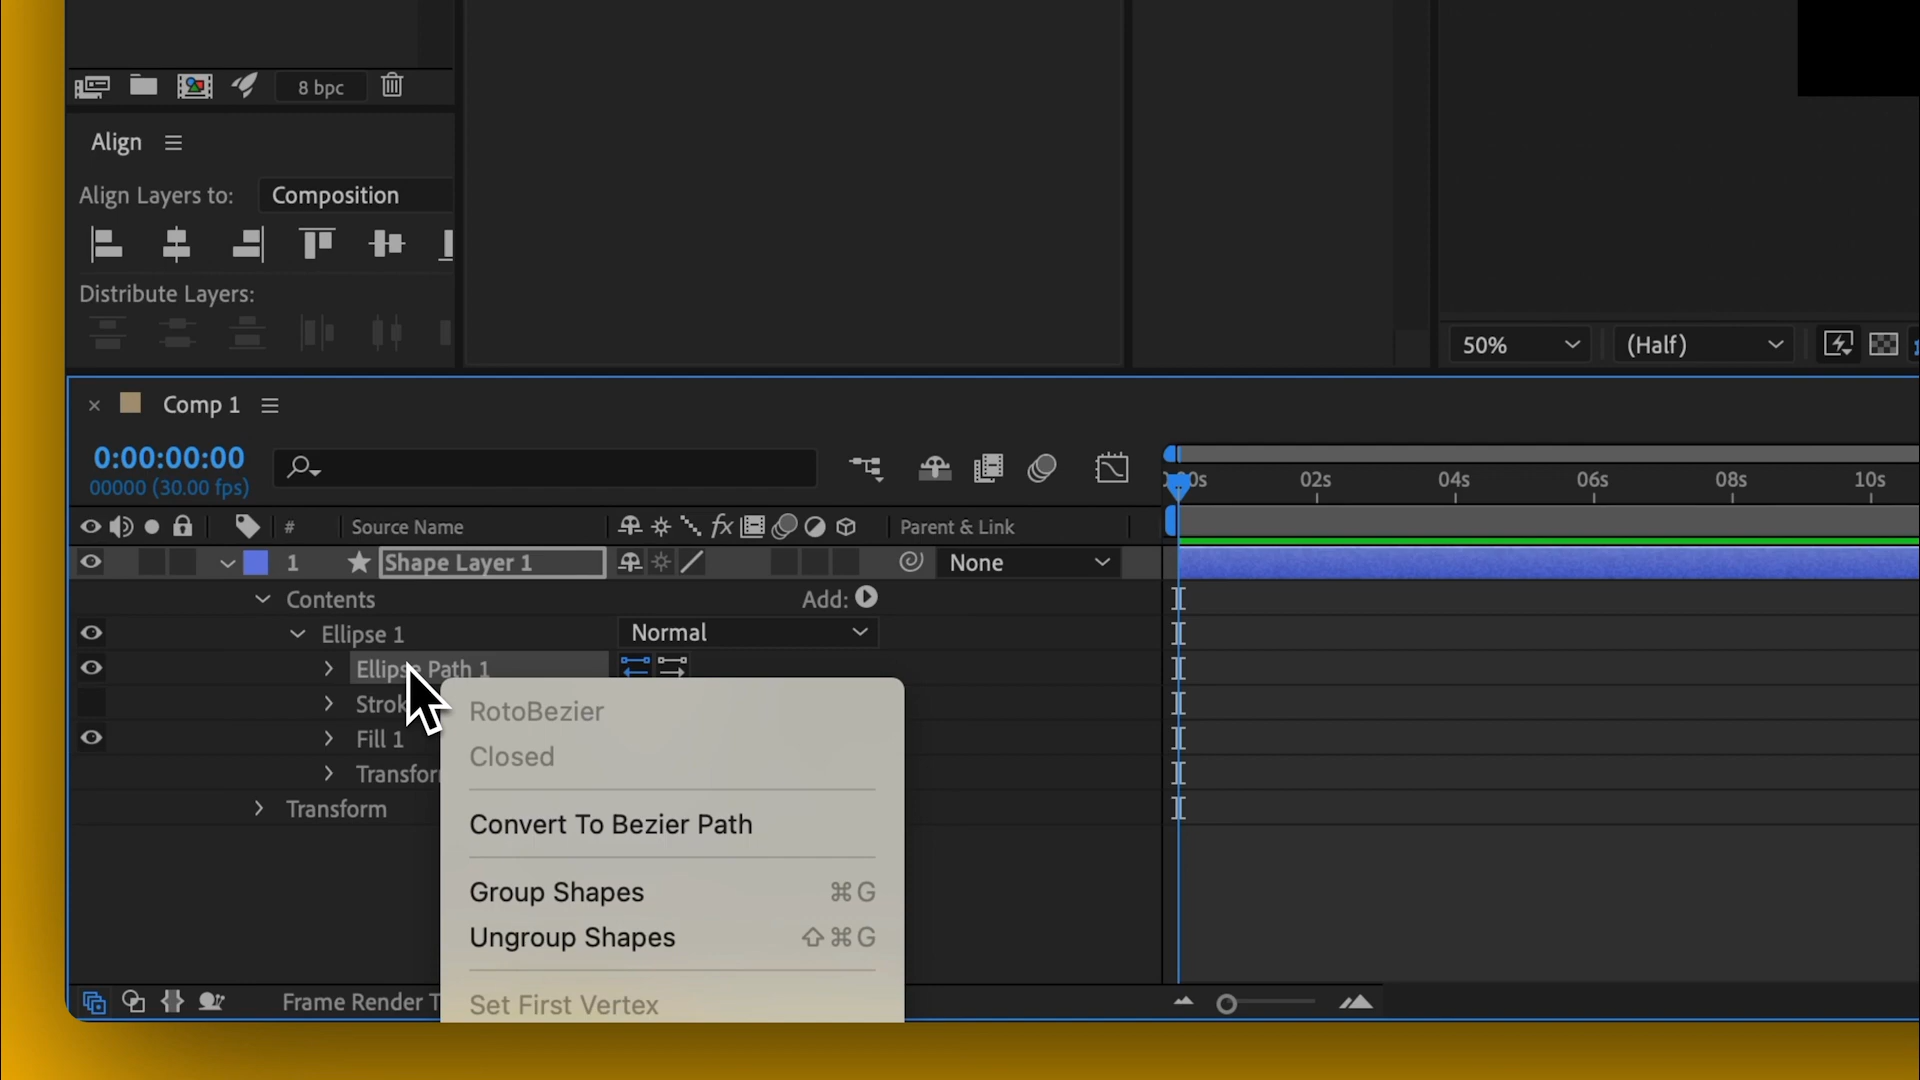 8 bpc
Align
Align Layers to: Composition
Distribute Layers:
50% (Half)
Comp 1
0:00:00:00
00000 (30.00 fps)
02s 04s 06s 08s 10s
# Source Name fx Parent & Link
1 Shape Layer 1 None
Contents Add:
Ellipse 1 Normal
Ellipse Path 1
Strok
Fill 1
Transfor
Transform
RotoBezier
Closed
Convert To Bezier Path
Group Shapes ⌘ G
Ungroup Shapes ⇧ ⌘ G
Set First Vertex
Frame Render T